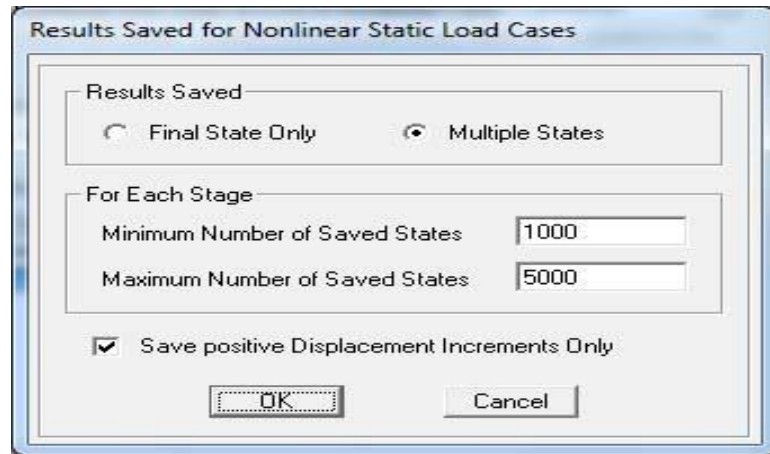 Results Saved for Nonlinear Static Load Cases
Results Saved
Final State Only Multiple States
For Each Stage
Minimum Number of Saved States 1000
Maximum Number of Saved States 5000
Save positive Displacement Increments Only
OK Cancel